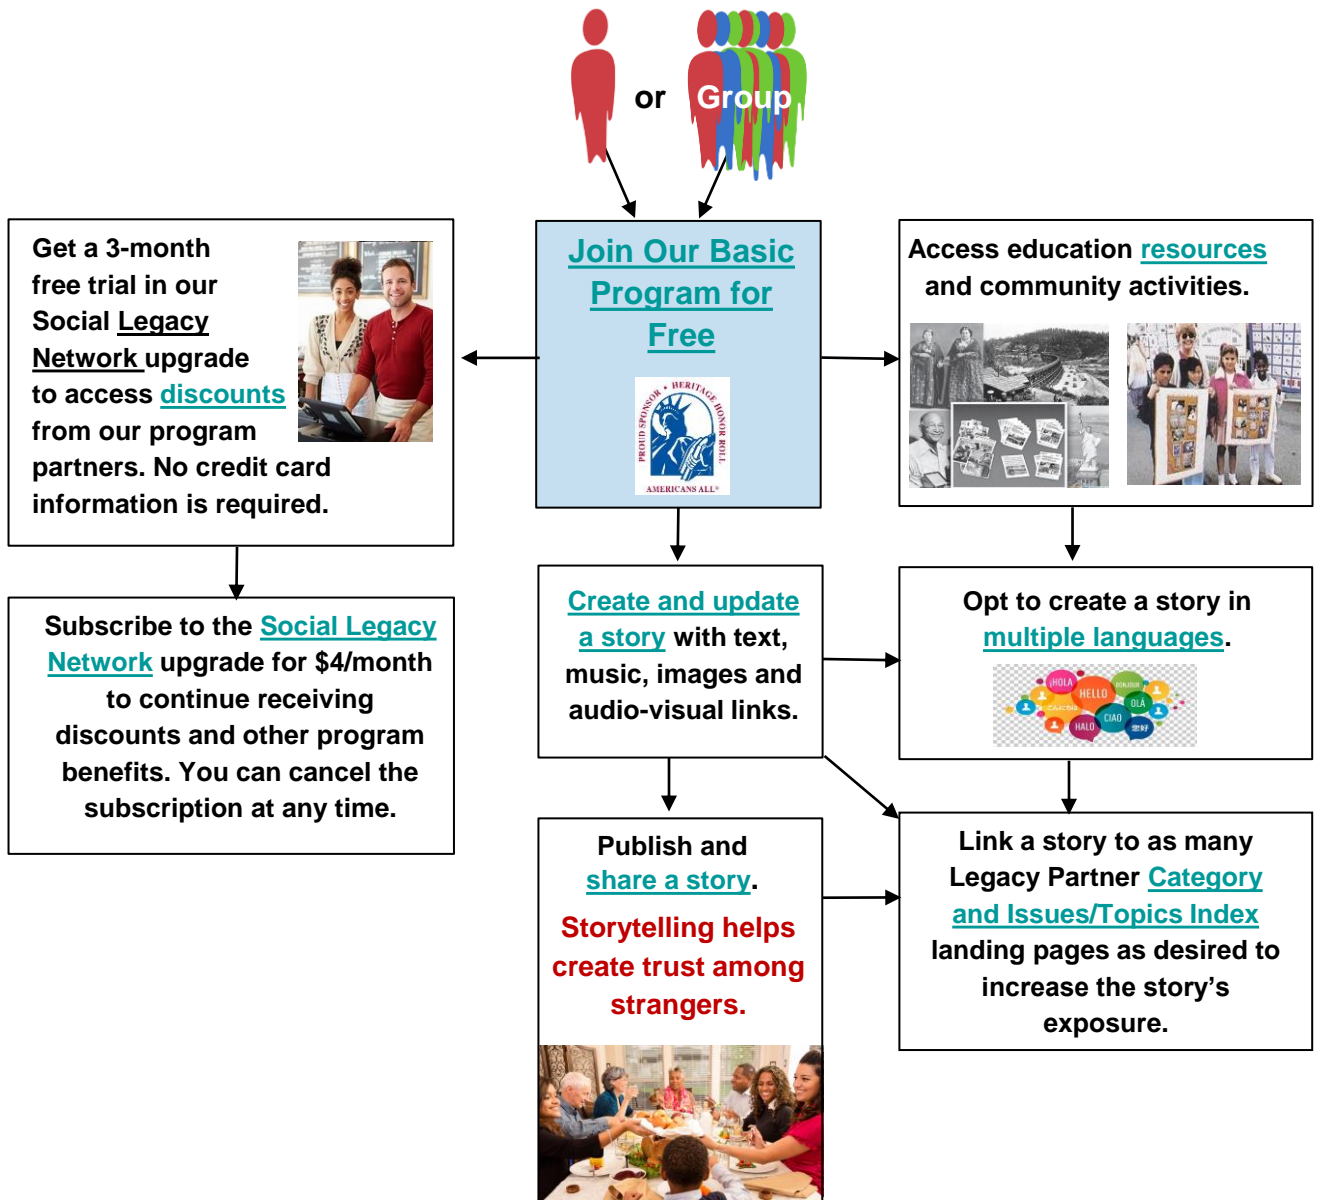 or
Group
Get a 3-month
free trial in our
Social Legacy
Network upgrade
to access discounts
from our program
partners. No credit card
information is required.
Join Our Basic
Program for
Free
PROUD SPONSOR • HERITAGE HONOR ROLL
AMERICANS ALL®
Access education resources
and community activities.
Subscribe to the Social Legacy
Network upgrade for $4/month
to continue receiving
discounts and other program
benefits. You can cancel the
subscription at any time.
Create and update
a story with text,
music, images and
audio-visual links.
Opt to create a story in
multiple languages.
¡HOLA
HELLO
BONJOUR
OLÁ
CIAO
HALO
您好
Publish and
share a story.
Storytelling helps
create trust among
strangers.
Link a story to as many
Legacy Partner Category
and Issues/Topics Index
landing pages as desired to
increase the story’s
exposure.